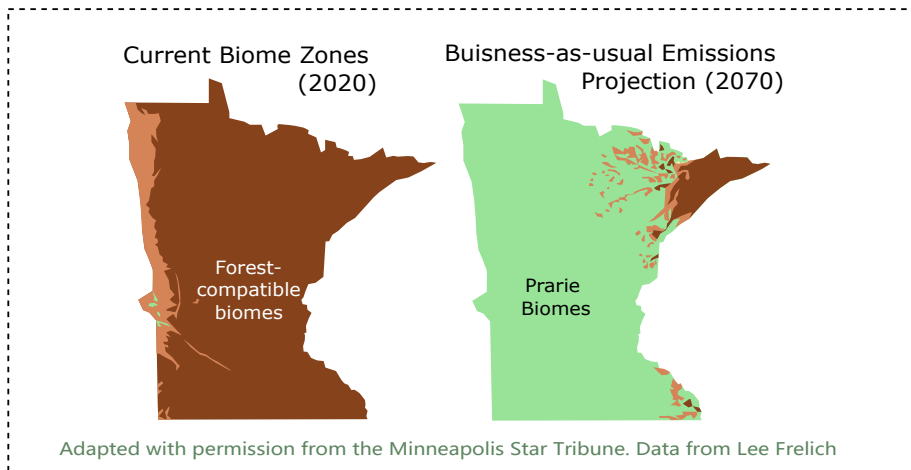 Current Biome Zones
(2020)
Buisness-as-usual Emissions
Projection (2070)
Forest-
compatible
biomes
Prarie
Biomes
Adapted with permission from the Minneapolis Star Tribune. Data from Lee Frelich